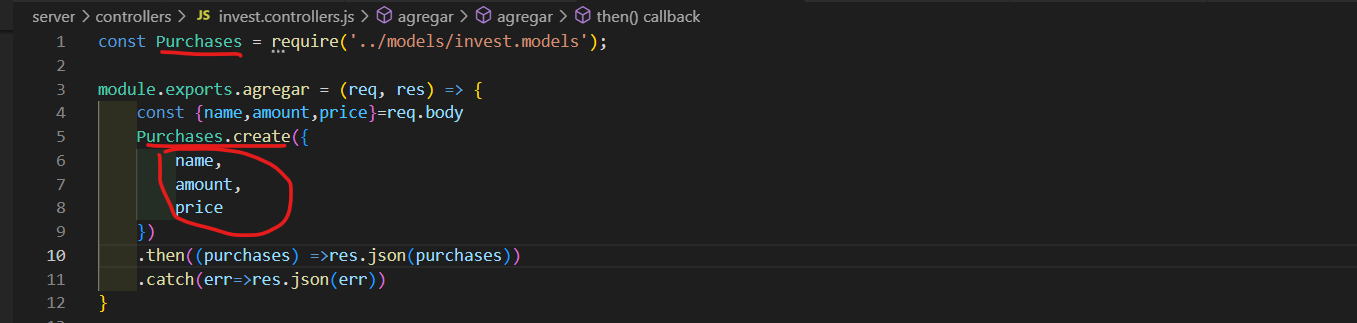 server > controllers > JS invest.controllers.js > agregar > agregar > then() callback
1 const Purchases = require('../models/invest.models');
2
3 module.exports.agregar = (req, res) => {
4 const {name,amount,price}=req.body
5 Purchases.create({
6 name,
7 amount,
8 price
9 })
10 .then((purchases) =>res.json(purchases))
11 .catch(err=>res.json(err))
12 }